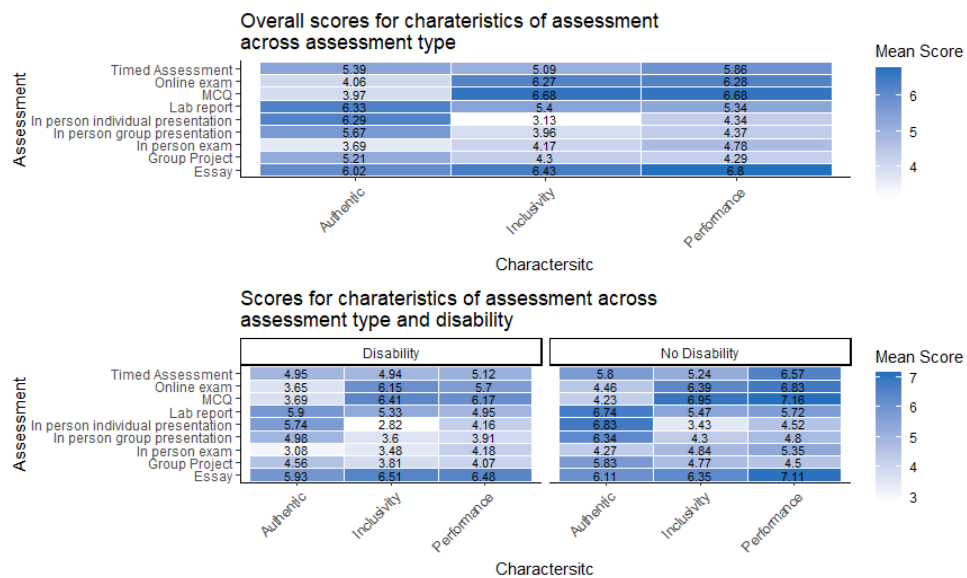 Overall scores for charateristics of assessment
across assessment type
Assessment
Timed Assessment 5.39 5.09 5.86
Online exam 4.06 6.27 6.28
MCQ 3.97 6.68 6.68
Lab report 6.33 5.4 5.34
In person individual presentation 6.29 3.13 4.34
In person group presentation 5.67 3.96 4.37
In person exam 3.69 4.17 4.78
Group Project 5.21 4.3 4.29
Essay 6.02 6.43 6.8
Authentic Inclusivity Performance
Charactersitc
Mean Score
6
5
4
Scores for charateristics of assessment across
assessment type and disability
Disability No Disability
Assessment
Timed Assessment 4.95 4.94 5.12 5.8 5.24 6.57
Online exam 3.65 6.15 5.7 4.46 6.39 6.83
MCQ 3.69 6.41 6.17 4.23 6.95 7.16
Lab report 5.9 5.33 4.95 6.74 5.47 5.72
In person individual presentation 5.74 2.82 4.16 6.83 3.43 4.52
In person group presentation 4.98 3.6 3.91 6.34 4.3 4.8
In person exam 3.08 3.48 4.18 4.27 4.84 5.35
Group Project 4.56 3.81 4.07 5.83 4.77 4.5
Essay 5.93 6.51 6.48 6.11 6.35 7.11
Authentic Inclusivity Performance Authentic Inclusivity Performance
Charactersitc
Mean Score
7
6
5
4
3